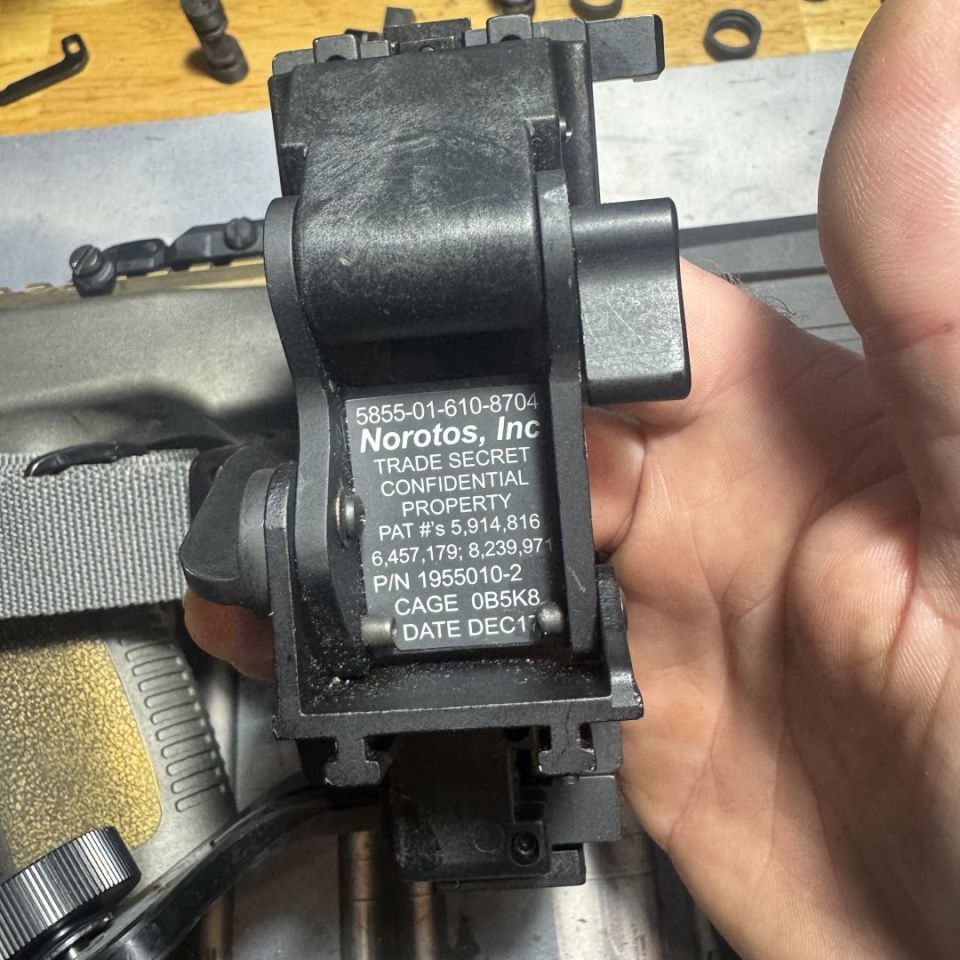 5855-01-610-8704
Norotos, Inc
TRADE SECRET
CONFIDENTIAL
PROPERTY
PAT #'s 5,914,816
6,457,179; 8,239,971
P/N 1955010-2
CAGE 0B5K8
DATE DEC17